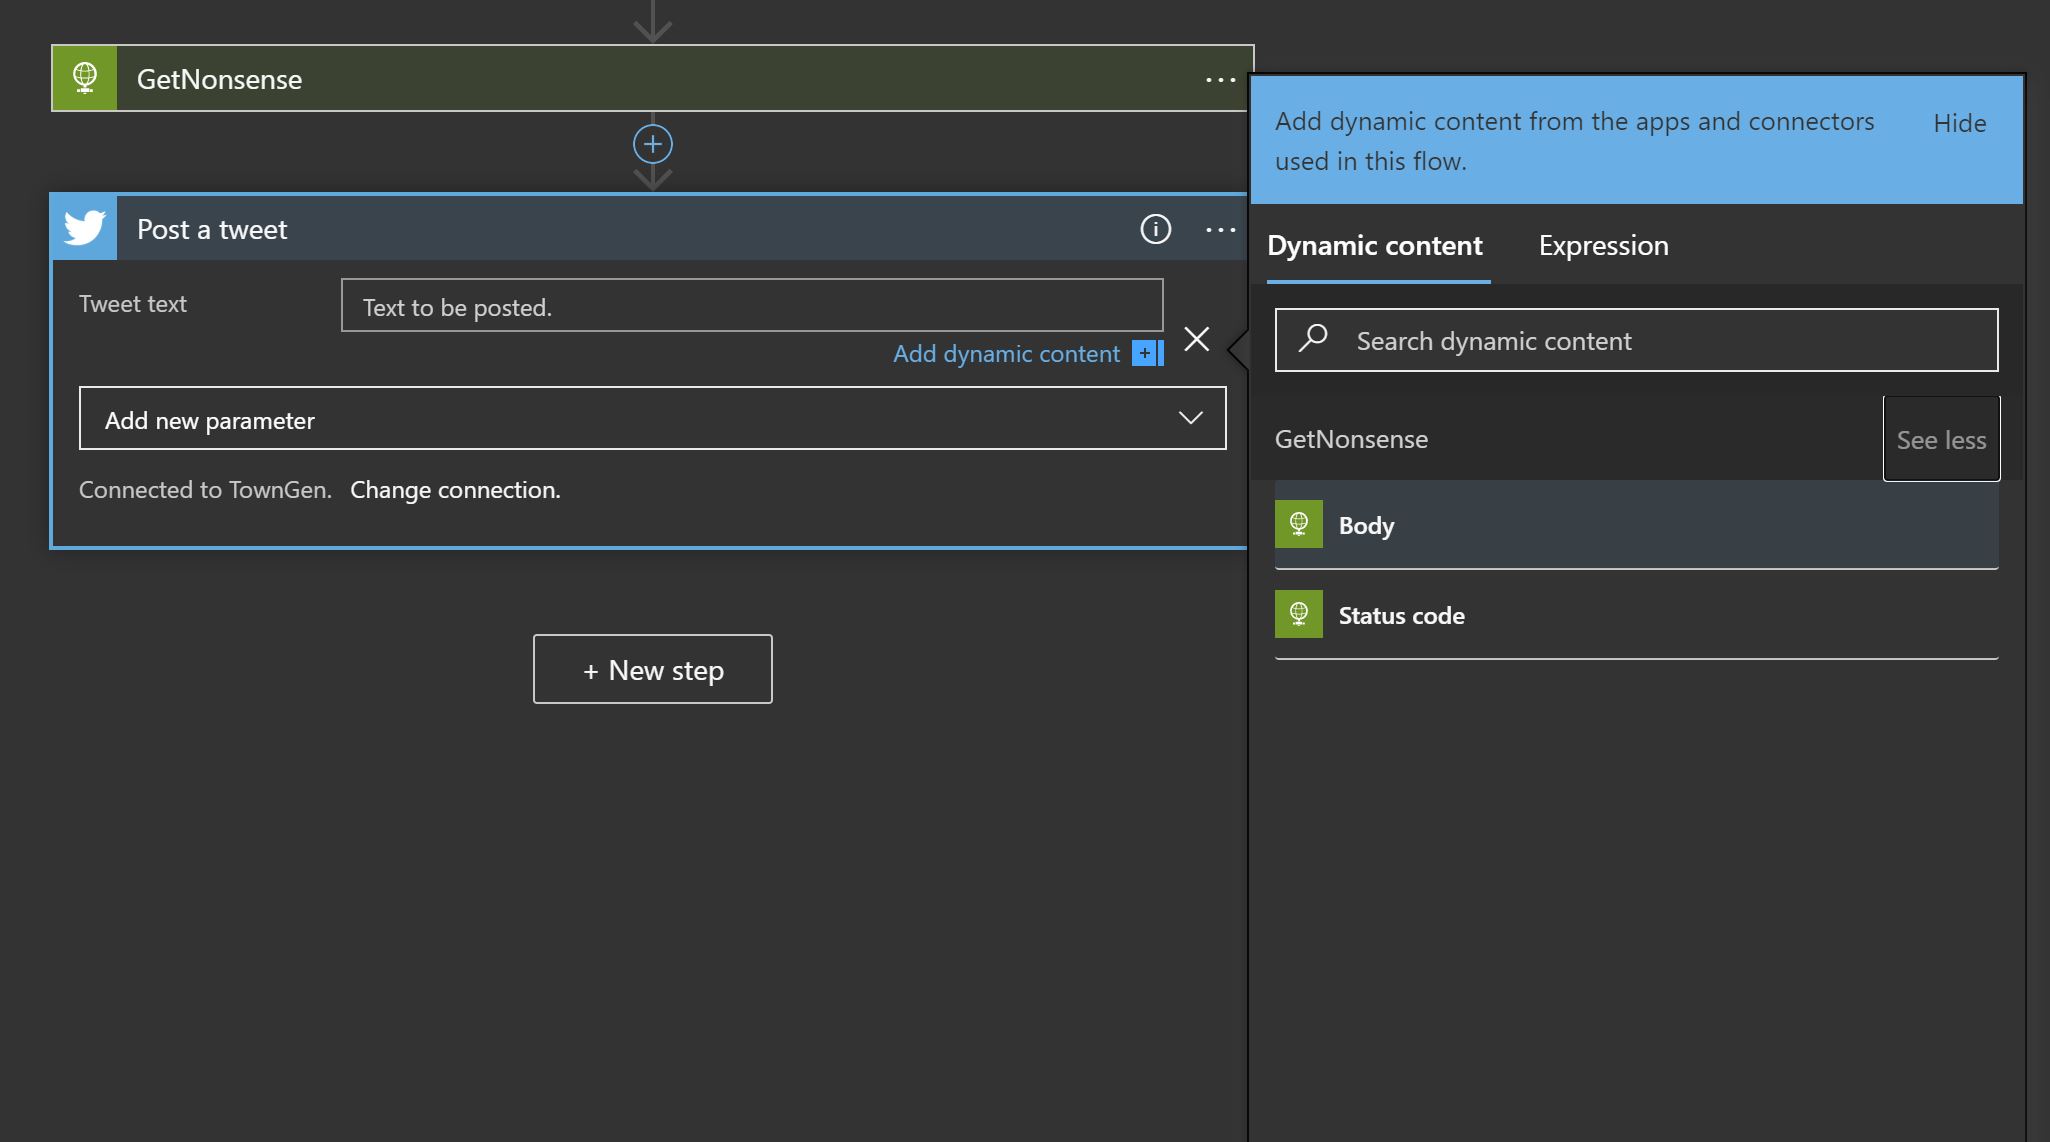 GetNonsense
Post a tweet
Tweet text
Text to be posted.
Add dynamic content
Add new parameter
Connected to TownGen. Change connection.
+ New step
Add dynamic content from the apps and connectors
used in this flow.
Hide
Dynamic content
Expression
Search dynamic content
GetNonsense
See less
Body
Status code